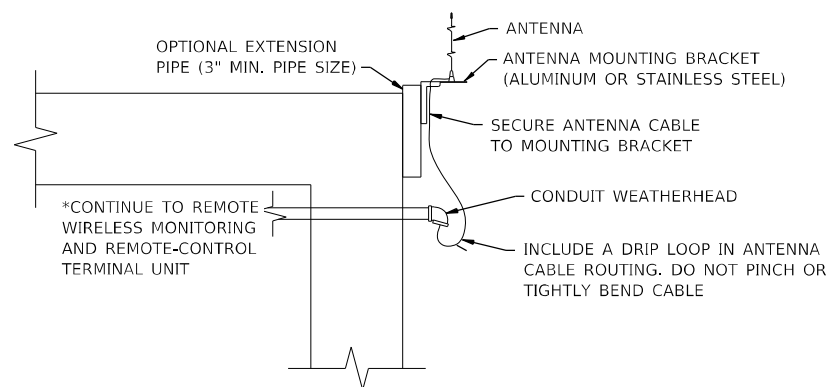 ANTENNA
OPTIONAL EXTENSION
PIPE (3" MIN. PIPE SIZE)
ANTENNA MOUNTING BRACKET
(ALUMINUM OR STAINLESS STEEL)
SECURE ANTENNA CABLE
TO MOUNTING BRACKET
*CONTINUE TO REMOTE
WIRELESS MONITORING
AND REMOTE-CONTROL
TERMINAL UNIT
CONDUIT WEATHERHEAD
INCLUDE A DRIP LOOP IN ANTENNA
CABLE ROUTING. DO NOT PINCH OR
TIGHTLY BEND CABLE